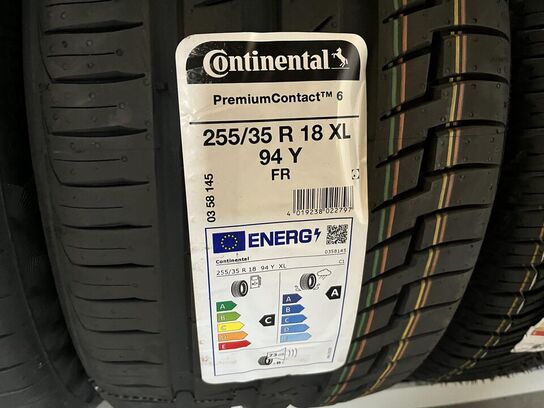 Continental
PremiumContact™ 6
255/35 R 18 XL
94 Y
FR
03 58 145
4 019238 022797
ENERG
Continental
0358145
255/35 R 18 94 Y XL
C1
A
B
C
D
E
C
A
B
C
D
E
A